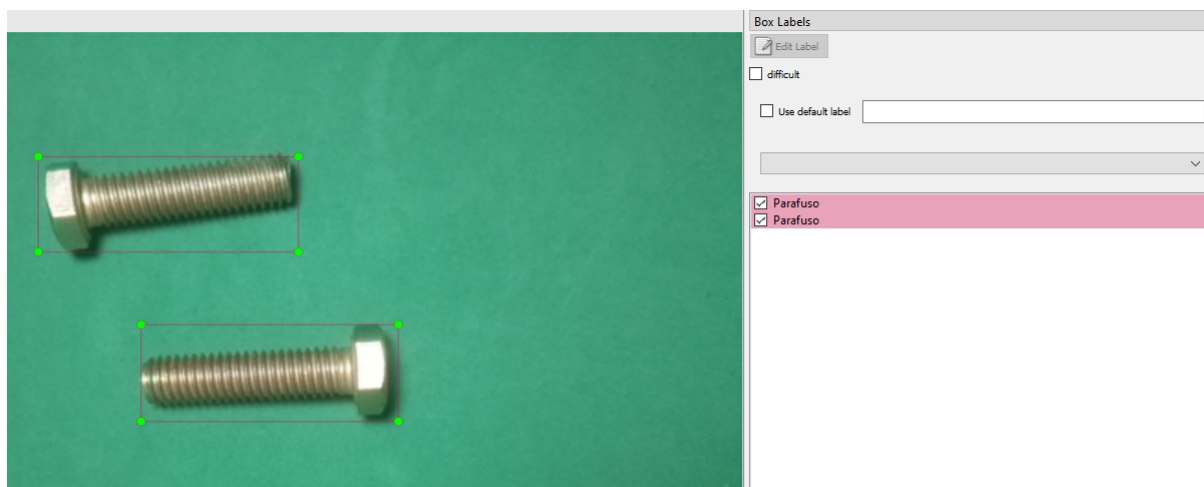 Box Labels
Edit Label
difficult
Use default label
Parafuso
Parafuso